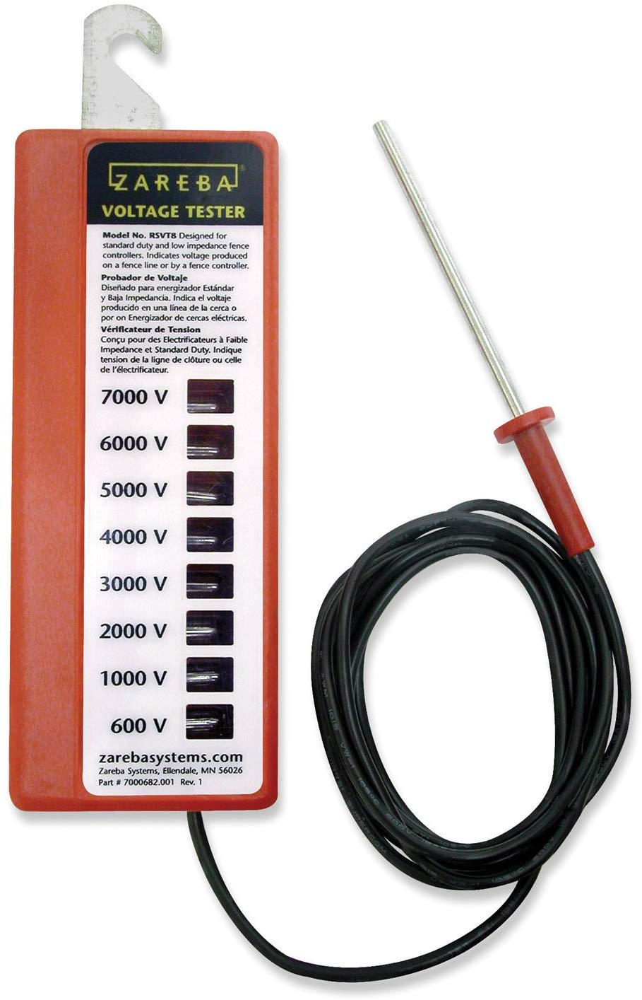 ZAREBA®
VOLTAGE TESTER
Model No. RSVT8 Designed for
standard duty and low impedance fence
controllers. Indicates voltage produced
on a fence line or by a fence controller.
Probador de Voltaje
Diseñado para energizador Estándar
y Baja Impedancia. Indica el voltaje
producido en una línea de la cerca o
por on Energizador de cercas eléctricas.
Vérificateur de Tension
Conçu pour des Electrificateurs à Faible
Impedance et Standard Duty. Indique
tension de la ligne de clôture ou celle
de l'électrificateur.
7000 V
6000 V
5000 V
4000 V
3000 V
2000 V
1000 V
600 V
zarebasystems.com
Zareba Systems, Ellendale, MN 56026
Part # 7000682.001 Rev. 1